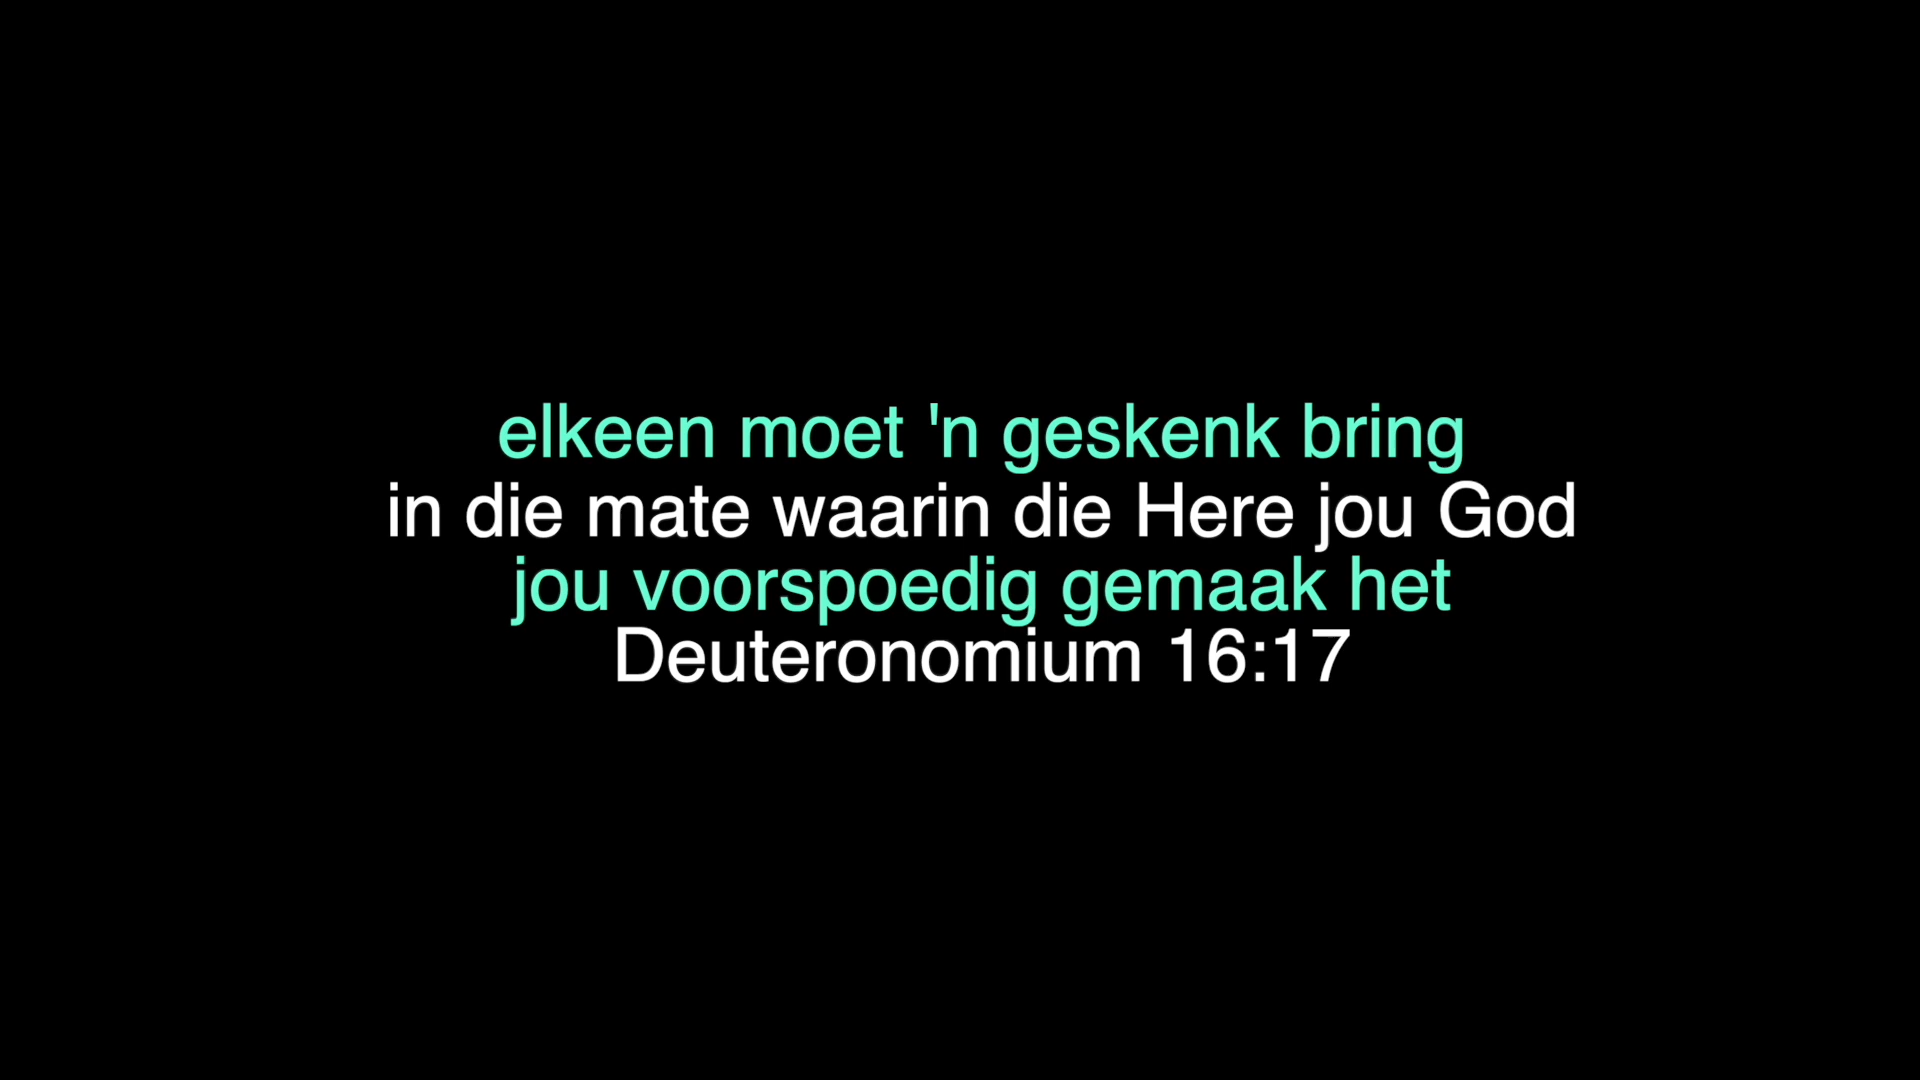 elkeen moet 'n geskenk bring
in die mate waarin die Here jou God
jou voorspoedig gemaak het
Deuteronomium 16:17